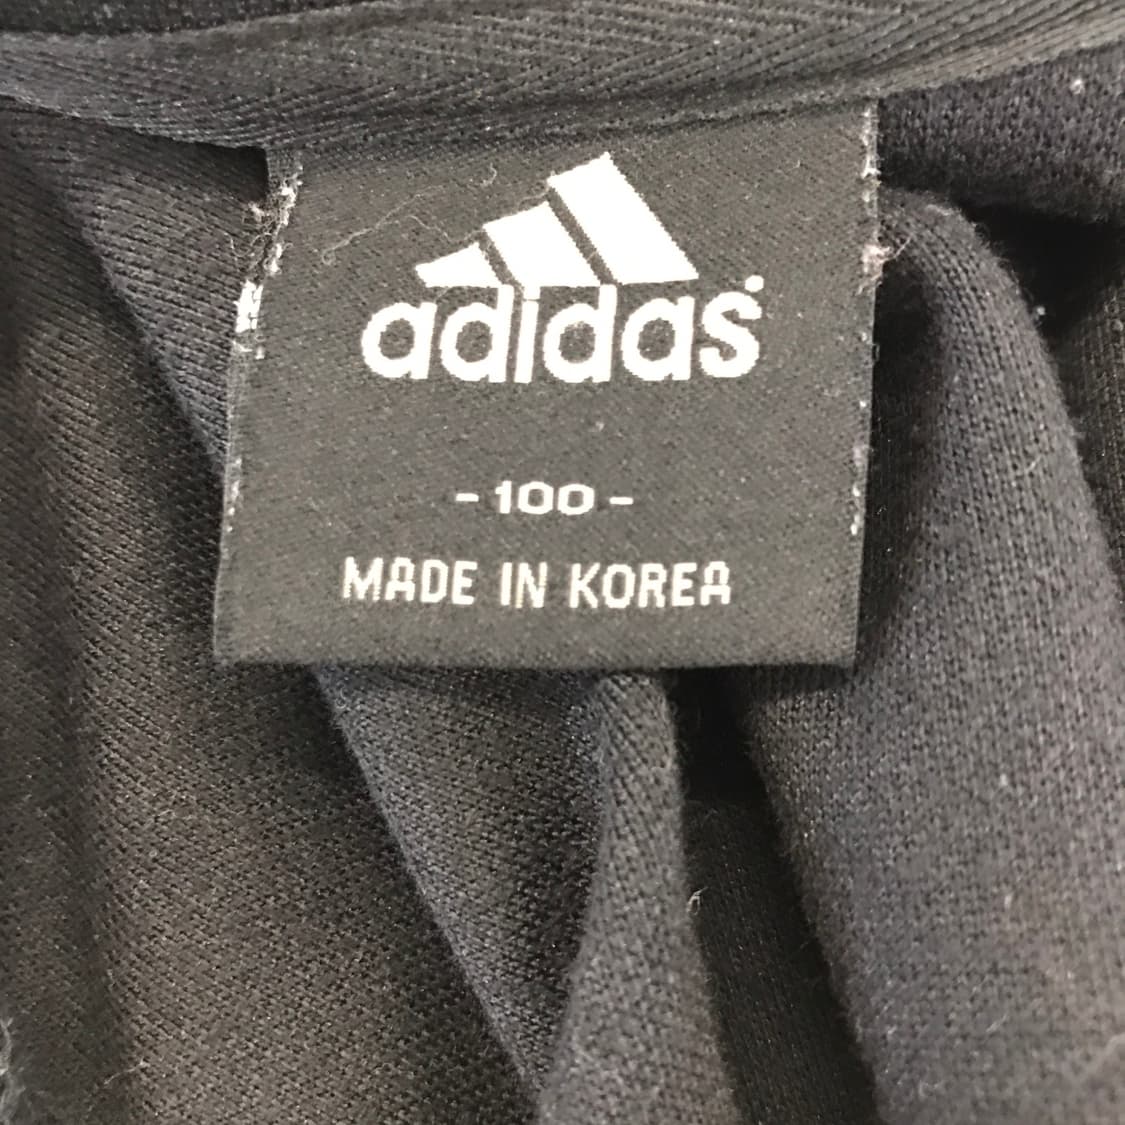 adidas
- 100 -
MADE IN KOREA